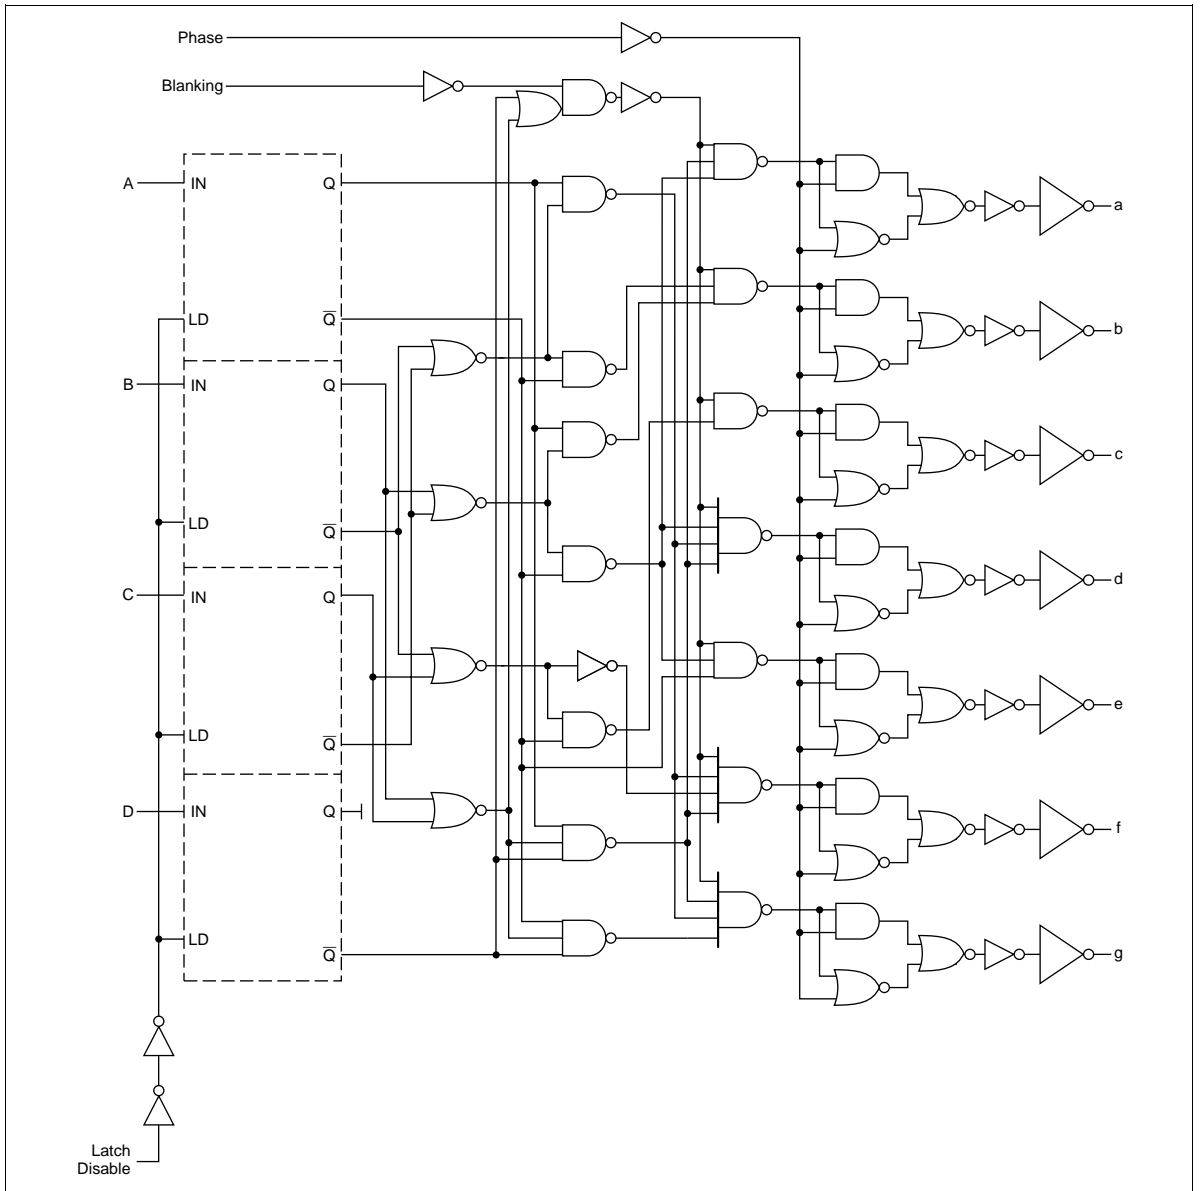 Phase
Blanking
A IN Q
a
LD Q̅
b
B IN Q
c
LD Q̅
d
C IN Q
e
LD Q̅
D IN Q
f
LD Q̅
g
Latch
Disable